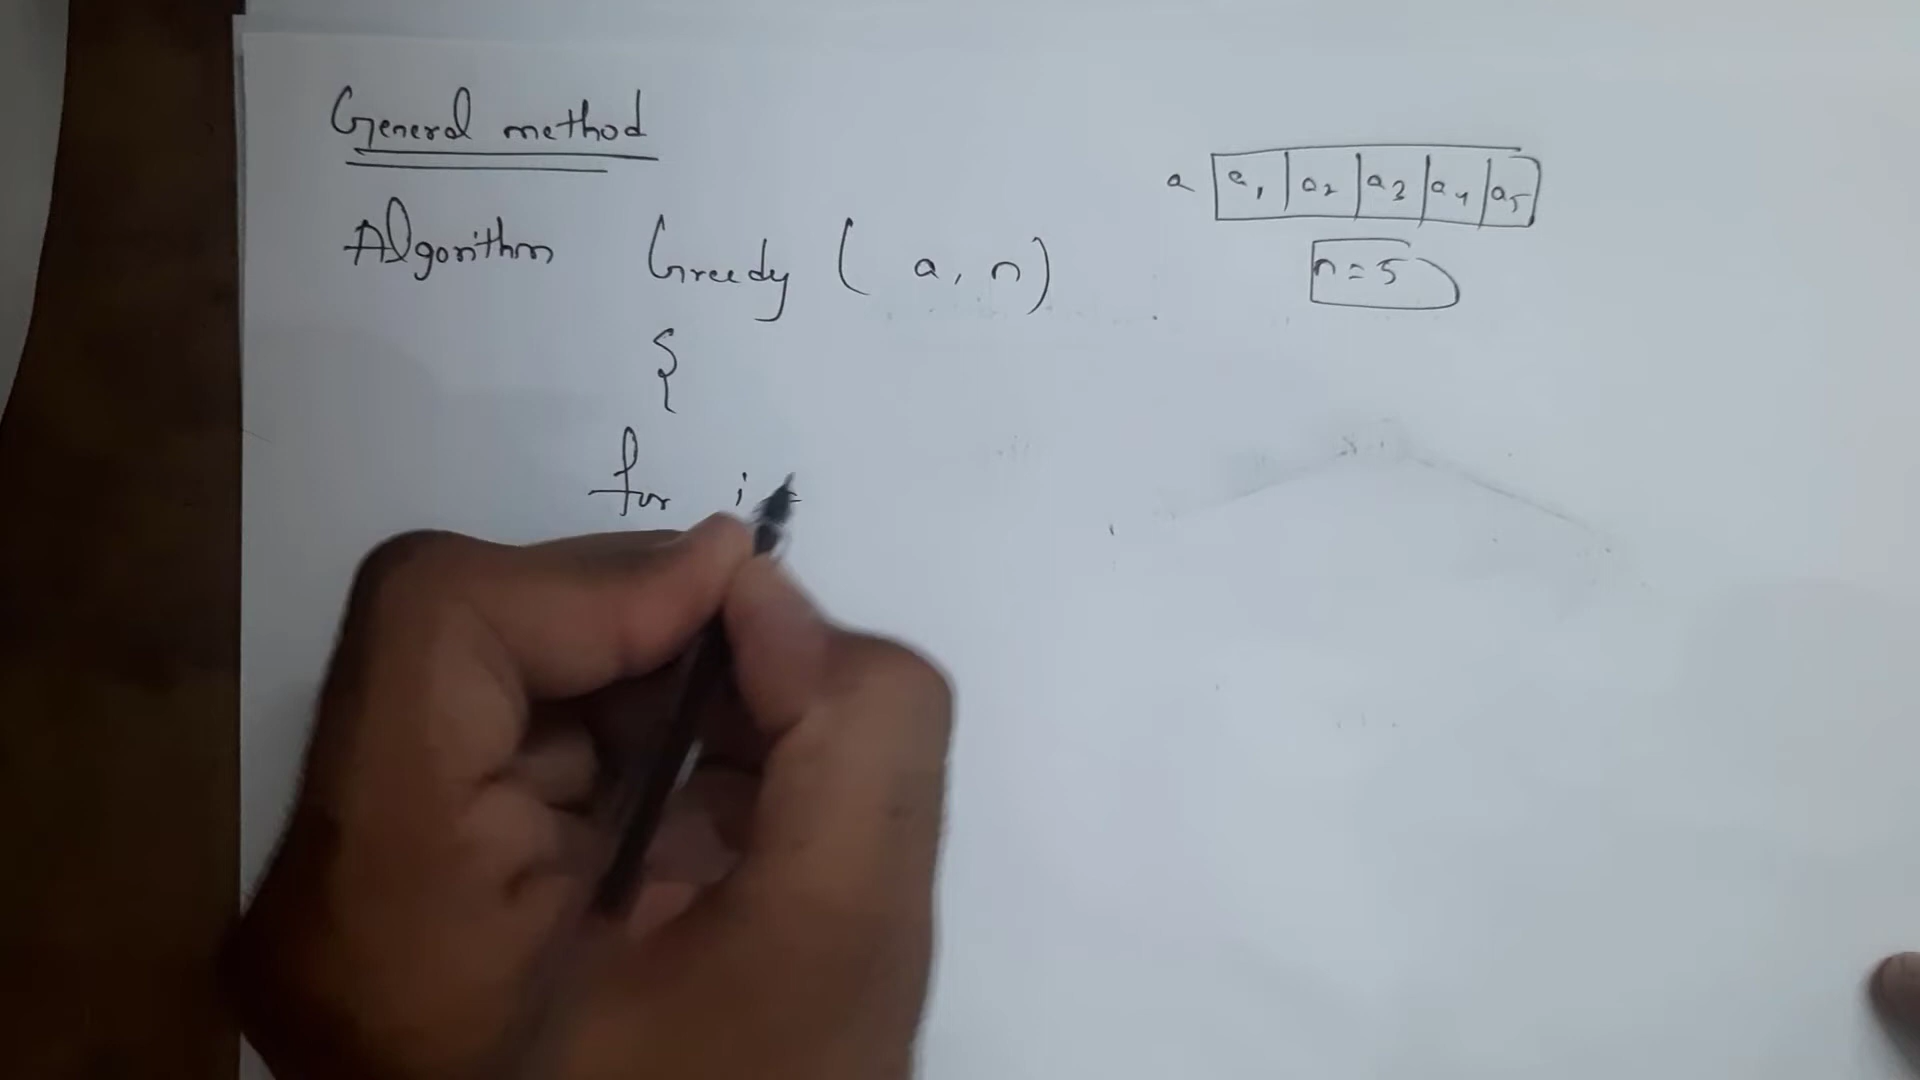 General method
Algorithm Greedy ( a, n )
{
for i =
a a1 a2 a3 a4 a5
n = 5